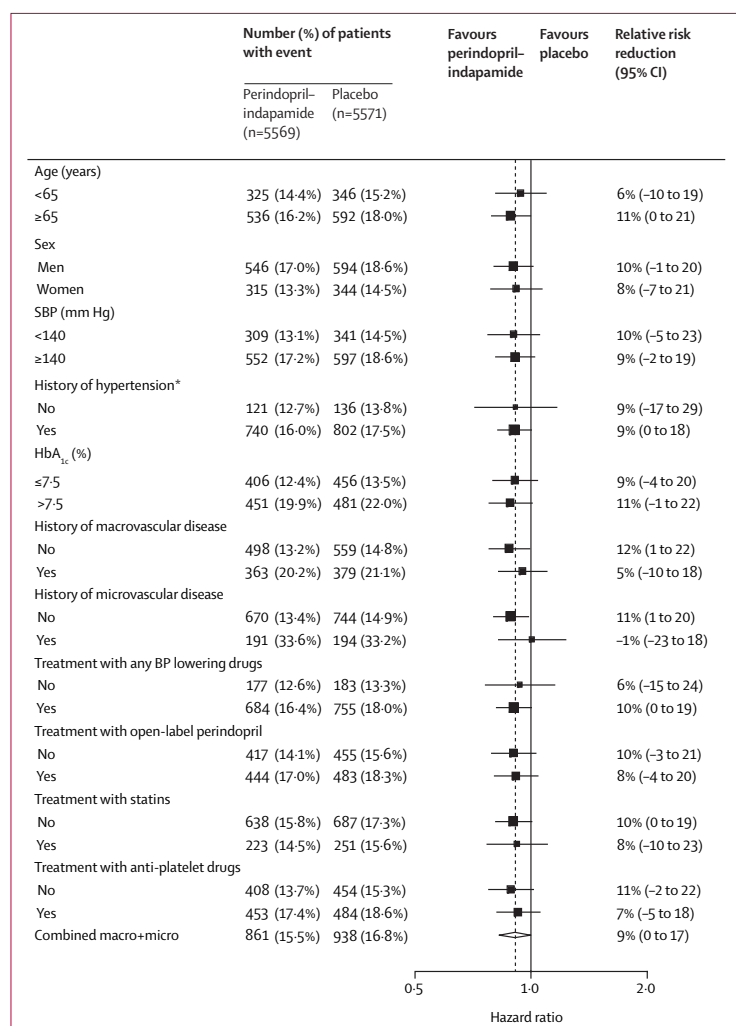 Number (%) of patients with event
Favours perindopril–indapamide
Favours placebo
Relative risk reduction (95% CI)
Perindopril–indapamide (n=5569)
Placebo (n=5571)
Age (years)
<65 325 (14·4%) 346 (15·2%) 6% (–10 to 19)
≥65 536 (16·2%) 592 (18·0%) 11% (0 to 21)
Sex
Men 546 (17·0%) 594 (18·6%) 10% (–1 to 20)
Women 315 (13·3%) 344 (14·5%) 8% (–7 to 21)
SBP (mm Hg)
<140 309 (13·1%) 341 (14·5%) 10% (–5 to 23)
≥140 552 (17·2%) 597 (18·6%) 9% (–2 to 19)
History of hypertension*
No 121 (12·7%) 136 (13·8%) 9% (–17 to 29)
Yes 740 (16·0%) 802 (17·5%) 9% (0 to 18)
HbA1c (%)
≤7·5 406 (12·4%) 456 (13·5%) 9% (–4 to 20)
>7·5 451 (19·9%) 481 (22·0%) 11% (–1 to 22)
History of macrovascular disease
No 498 (13·2%) 559 (14·8%) 12% (1 to 22)
Yes 363 (20·2%) 379 (21·1%) 5% (–10 to 18)
History of microvascular disease
No 670 (13·4%) 744 (14·9%) 11% (1 to 20)
Yes 191 (33·6%) 194 (33·2%) –1% (–23 to 18)
Treatment with any BP lowering drugs
No 177 (12·6%) 183 (13·3%) 6% (–15 to 24)
Yes 684 (16·4%) 755 (18·0%) 10% (0 to 19)
Treatment with open-label perindopril
No 417 (14·1%) 455 (15·6%) 10% (–3 to 21)
Yes 444 (17·0%) 483 (18·3%) 8% (–4 to 20)
Treatment with statins
No 638 (15·8%) 687 (17·3%) 10% (0 to 19)
Yes 223 (14·5%) 251 (15·6%) 8% (–10 to 23)
Treatment with anti-platelet drugs
No 408 (13·7%) 454 (15·3%) 11% (–2 to 22)
Yes 453 (17·4%) 484 (18·6%) 7% (–5 to 18)
Combined macro+micro 861 (15·5%) 938 (16·8%) 9% (0 to 17)
0·5 1·0 2·0
Hazard ratio